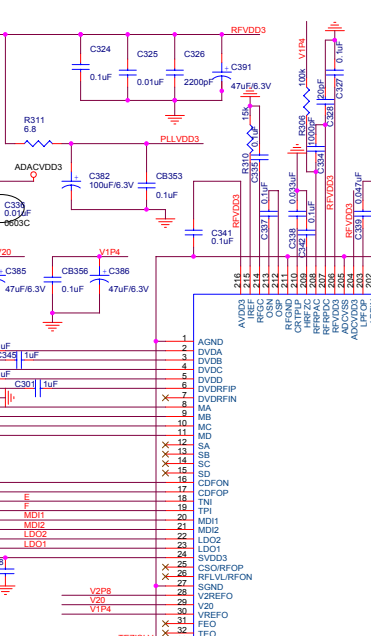 RFVDD3
C324
0.1uF
C325
0.01uF
C326
2200pF
C391
47uF/6.3V
V1P4
100k
R306
20pF
C328
0.1uF
C327
R311
6.8
PLLVDD3
15k
R310
0.1uF
C335
1000pF
C334
ADACVDD3
C382
100uF/6.3V
CB353
0.1uF
C336
0.01uF
0603C
C341
0.1uF
RFVDD3
0.1uF
C337
0.033uF
C338
0.1uF
C342
RFVDD3
RFVDD3
0.047uF
C339
V20
C385
47uF/6.3V
CB356
0.1uF
V1P4
C386
47uF/6.3V
216 AVDD3
215 IREF
214 RFGC
213 OSN
212 OSP
211 RFGND
210 CRTPLP
209 HRFZC
208 RFRPAC
207 RFRPDC
206 RFVDD3
205 ADCVSS
204 ADCVDD3
203 LPFOP
202
1 AGND
2 DVDA
uF
3 DVDB
C345 1uF
4 DVDC
5 DVDD
uF
6 DVDRFIP
C301 1uF
7 DVDRFIN
8 MA
9 MB
10 MC
11 MD
12 SA
13 SB
14 SC
15 SD
16 CDFON
17 CDFOP
E 18 TNI
F 19 TPI
MDI1 20 MDI1
MDI2 21 MDI2
LDO2 22 LDO2
LDO1 23 LDO1
24 SVDD3
25 CSO/RFOP
26 RFLVL/RFON
27 SGND
V2P8 28 V2REFO
V20 29 V20
V1P4 30 VREFO
31 FEO
32 TEO